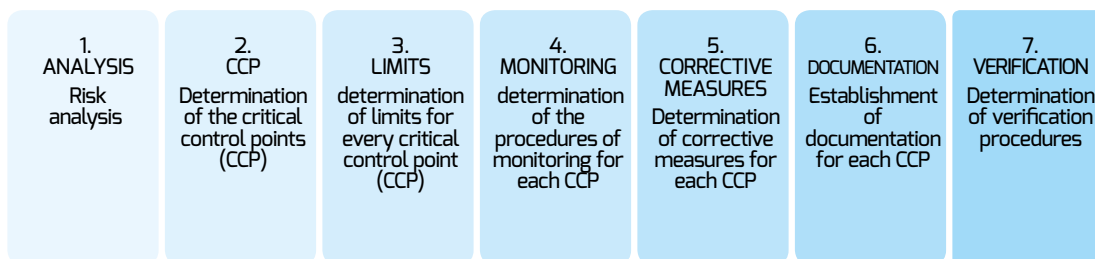 1.
ANALYSIS
Risk
analysis
2.
CCP
Determination
of the critical
control points
(CCP)
3.
LIMITS
determination
of limits for
every critical
control point
(CCP)
4.
MONITORING
determination
of the
procedures of
monitoring for
each CCP
5.
CORRECTIVE
MEASURES
Determination
of corrective
measures for
each CCP
6.
DOCUMENTATION
Establishment
of
documentation
for each CCP
7.
VERIFICATION
Determination
of verification
procedures